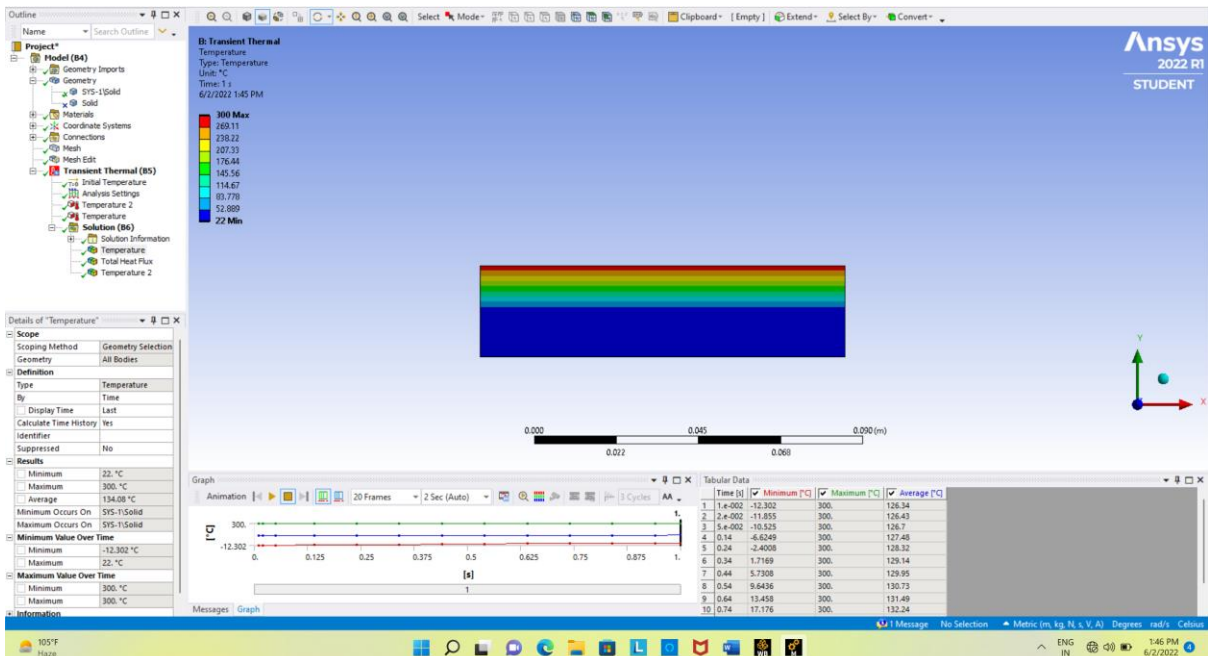 Outline
Name
Search Outline
Project*
Model (B4)
Geometry Imports
Geometry
SYS-1\Solid
Solid
Materials
Coordinate Systems
Connections
Mesh
Mesh Edit
Transient Thermal (B5)
Initial Temperature
Analysis Settings
Temperature 2
Temperature
Solution (B6)
Solution Information
Temperature
Total Heat Flux
Temperature 2
Select Mode Clipboard [Empty] Extend Select By Convert
B: Transient Thermal
Temperature
Type: Temperature
Unit: °C
Time: 1 s
6/2/2022 1:45 PM
300 Max
269.11
238.22
207.33
176.44
145.56
114.67
83.778
52.889
22 Min
Ansys
2022 R1
STUDENT
Y
X
0.000 0.045 0.090 (m)
0.022 0.068
Details of "Temperature"
Scope
Scoping Method Geometry Selection
Geometry All Bodies
Definition
Type Temperature
By Time
Display Time Last
Calculate Time History Yes
Identifier
Suppressed No
Results
Minimum 22. °C
Maximum 300. °C
Average 134.08 °C
Minimum Occurs On SYS-1\Solid
Maximum Occurs On SYS-1\Solid
Minimum Value Over Time
Minimum -12.302 °C
Maximum 22. °C
Maximum Value Over Time
Minimum 300. °C
Maximum 300. °C
Information
Graph
Animation 20 Frames 2 Sec (Auto) 3 Cycles AA
1.
300.
[°C]
-12.302
0. 0.125 0.25 0.375 0.5 0.625 0.75 0.875 1.
[s]
1
Messages Graph
Tabular Data
Time [s] Minimum [°C] Maximum [°C] Average [°C]
1 1.e-002 -12.302 300. 126.34
2 2.e-002 -11.855 300. 126.43
3 5.e-002 -10.525 300. 126.7
4 0.14 -6.6249 300. 127.48
5 0.24 -2.4008 300. 128.32
6 0.34 1.7169 300. 129.14
7 0.44 5.7308 300. 129.95
8 0.54 9.6436 300. 130.73
9 0.64 13.458 300. 131.49
10 0.74 17.176 300. 132.24
1 Message No Selection Metric (m, kg, N, s, V, A) Degrees rad/s Celsius
105°F
Haze
L
W
WB
M
ENG
IN
1:46 PM
6/2/2022
4